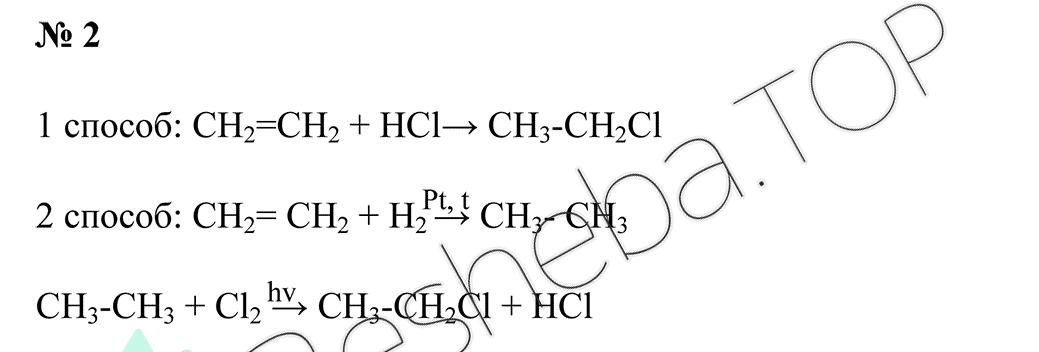 № 2
1 способ: CH₂=CH₂ + HCl→ CH₃-CH₂Cl
2 способ: CH₂= CH₂ + H₂ Pt, t → CH₃- CH₃
CH₃-CH₃ + Cl₂ hv → CH₃-CH₂Cl + HCl
Resheba.TOP